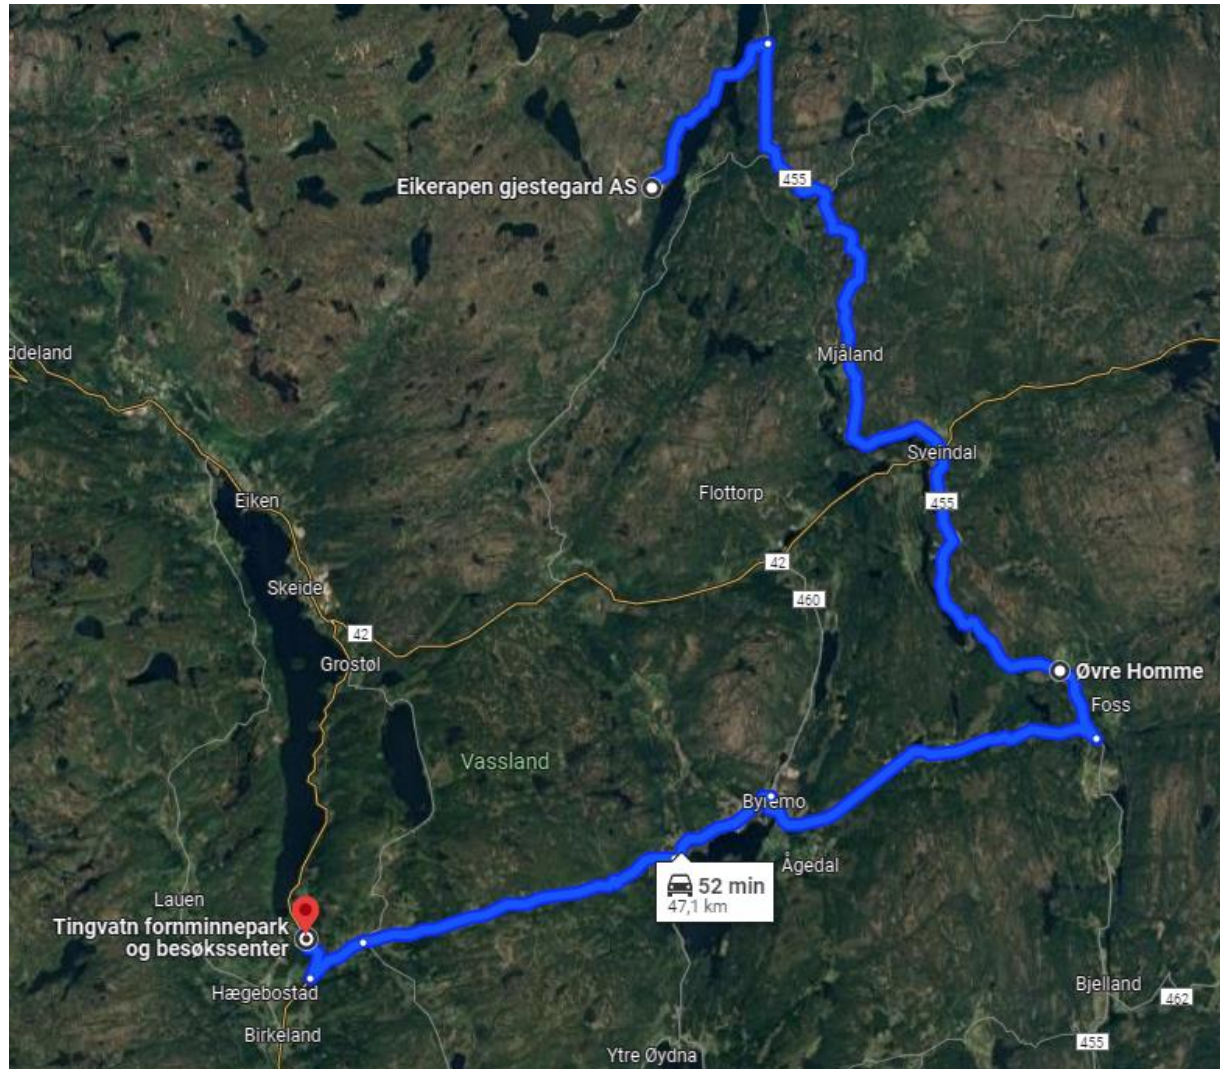 Eikerapen gjestegard AS
455
ddeland
Mjåland
Sveindal
Eiken
Flottorp
455
42
Skeide
460
42
Grostøl
Øvre Homme
Foss
Vassland
Byremo
Ågedal
52 min
47,1 km
Lauen
Tingvatn fornminnepark
og besøkssenter
Hægebostad
Bjelland
462
Birkeland
455
Ytre Øydna